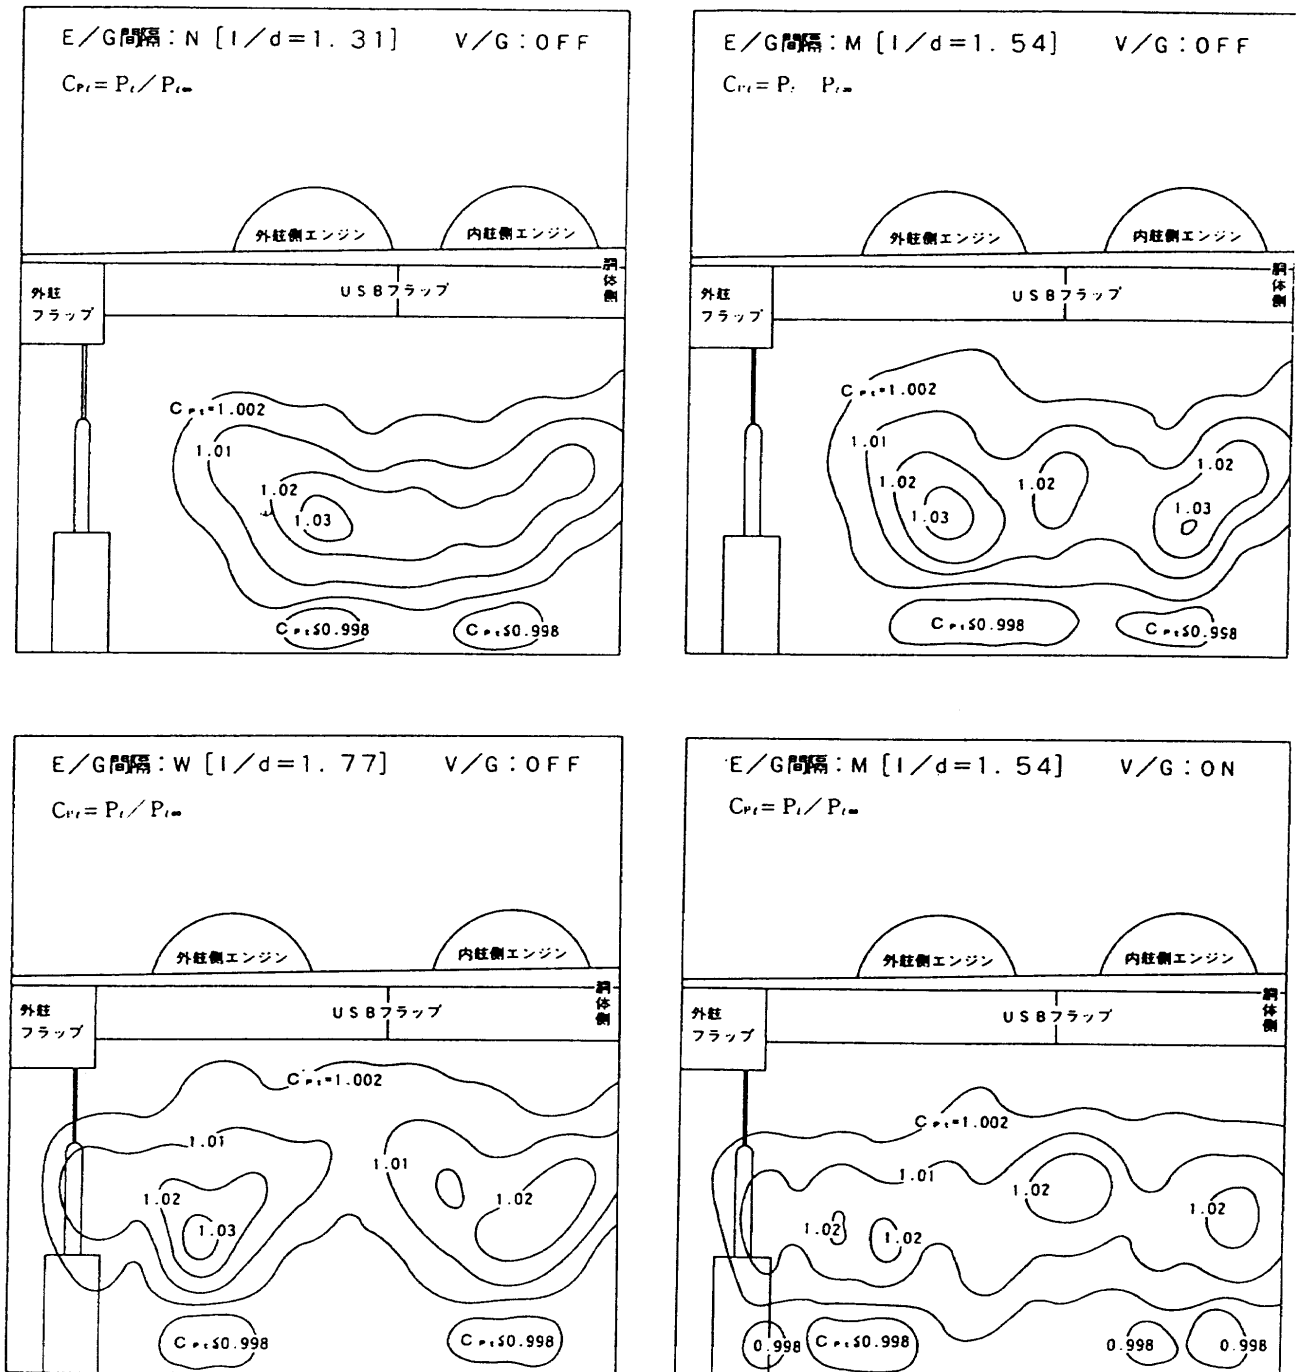 E/G間隔:N [l/d=1.31] V/G:OFF
CPt=Pt/Pt∞
外舷側エンジン 内舷側エンジン
外舷
フラップ
USBフラップ
胴体側
CPt=1.002
1.01
1.02
1.03
CPt≤0.998 CPt≤0.998
E/G間隔:M [l/d=1.54] V/G:OFF
CPt=Pt Pt∞
外舷側エンジン 内舷側エンジン
外舷
フラップ
USBフラップ
胴体側
CPt=1.002
1.01
1.02 1.02 1.02
1.03 1.03
CPt≤0.998 CPt≤0.998
E/G間隔:W [l/d=1.77] V/G:OFF
CPt=Pt/Pt∞
外舷側エンジン 内舷側エンジン
外舷
フラップ
USBフラップ
胴体側
CPt=1.002
1.01 1.01
1.02 1.02
1.03
CPt≤0.998 CPt≤0.998
E/G間隔:M [l/d=1.54] V/G:ON
CPt=Pt/Pt∞
外舷側エンジン 内舷側エンジン
外舷
フラップ
USBフラップ
胴体側
CPt=1.002
1.01
1.02 1.02
1.02 1.02
0.998 CPt≤0.998 0.998 0.998